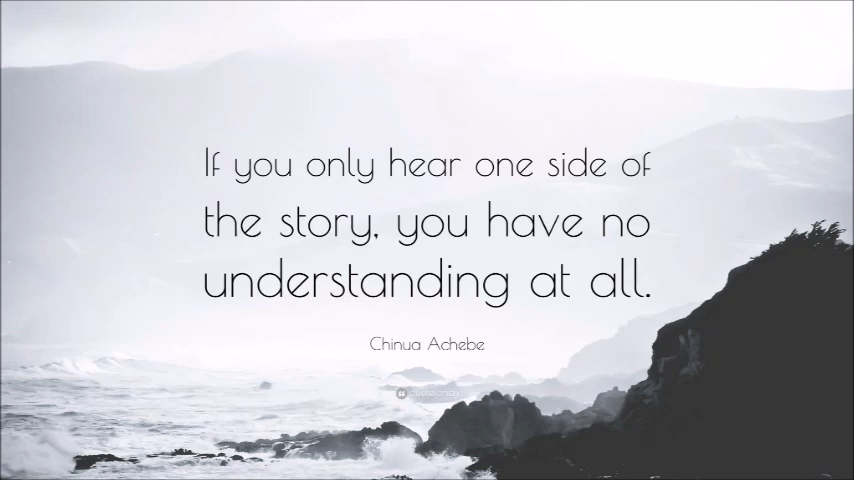 If you only hear one side of
the story, you have no
understanding at all.
Chinua Achebe